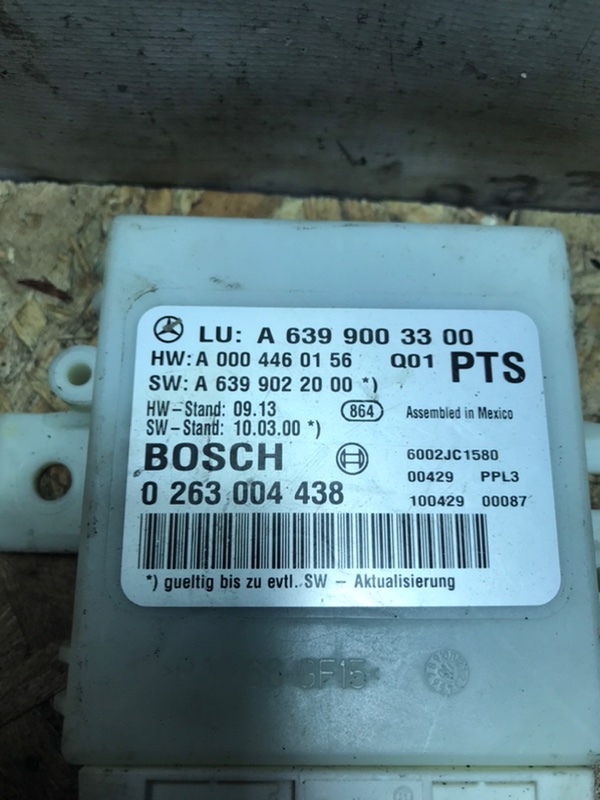 LU: A 639 900 33 00
HW: A 000 446 01 56 Q01 PTS
SW: A 639 902 20 00 *)
HW-Stand: 09.13 864 Assembled in Mexico
SW-Stand: 10.03.00 *)
BOSCH 6002JC1580
0 263 004 438 00429 PPL3
100429 00087
*) gueltig bis zu evtl. SW - Aktualisierung
GF15